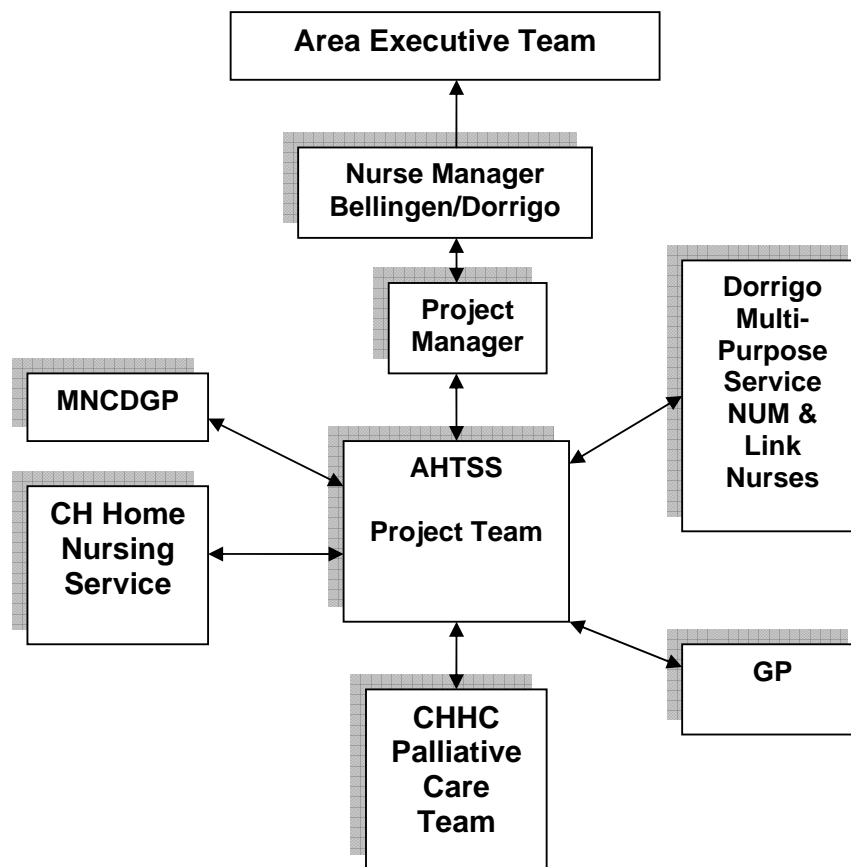 Area Executive Team
Nurse Manager
Bellingen/Dorrigo
Project
Manager
Dorrigo
Multi-
Purpose
Service
NUM &
Link
Nurses
MNCDGP
AHTSS
Project Team
CH Home
Nursing
Service
GP
CHHC
Palliative
Care
Team